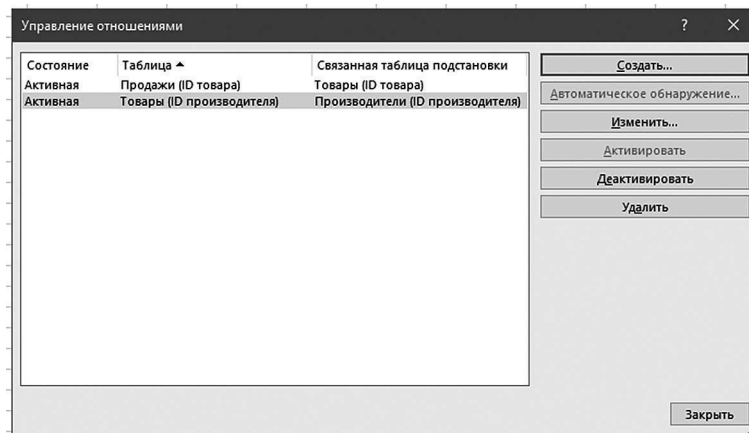 Управление отношениями ? ×
Состояние Таблица ▲ Связанная таблица подстановки
Активная Продажи (ID товара) Товары (ID товара)
Активная Товары (ID производителя) Производители (ID производителя)
Создать...
Автоматическое обнаружение...
Изменить...
Активировать
Деактивировать
Удалить
Закрыть